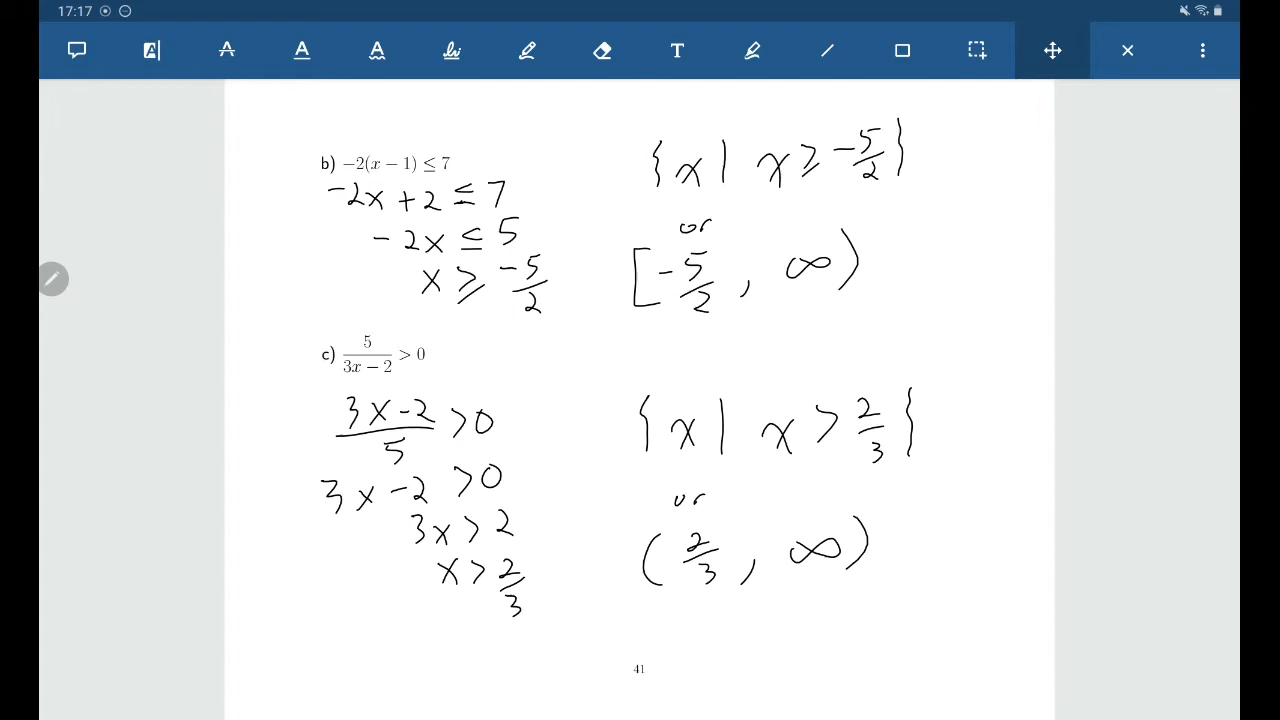 17:17
b) −2(x − 1) ≤ 7
-2x + 2 ≤ 7
- 2x ≤ 5
x ≥ -5/2
{x | x ≥ -5/2}
or
[-5/2, ∞)
c) 5/(3x − 2) > 0
(3x-2)/5 > 0
3x - 2 > 0
3x > 2
x > 2/3
{x | x > 2/3}
or
(2/3, ∞)
41